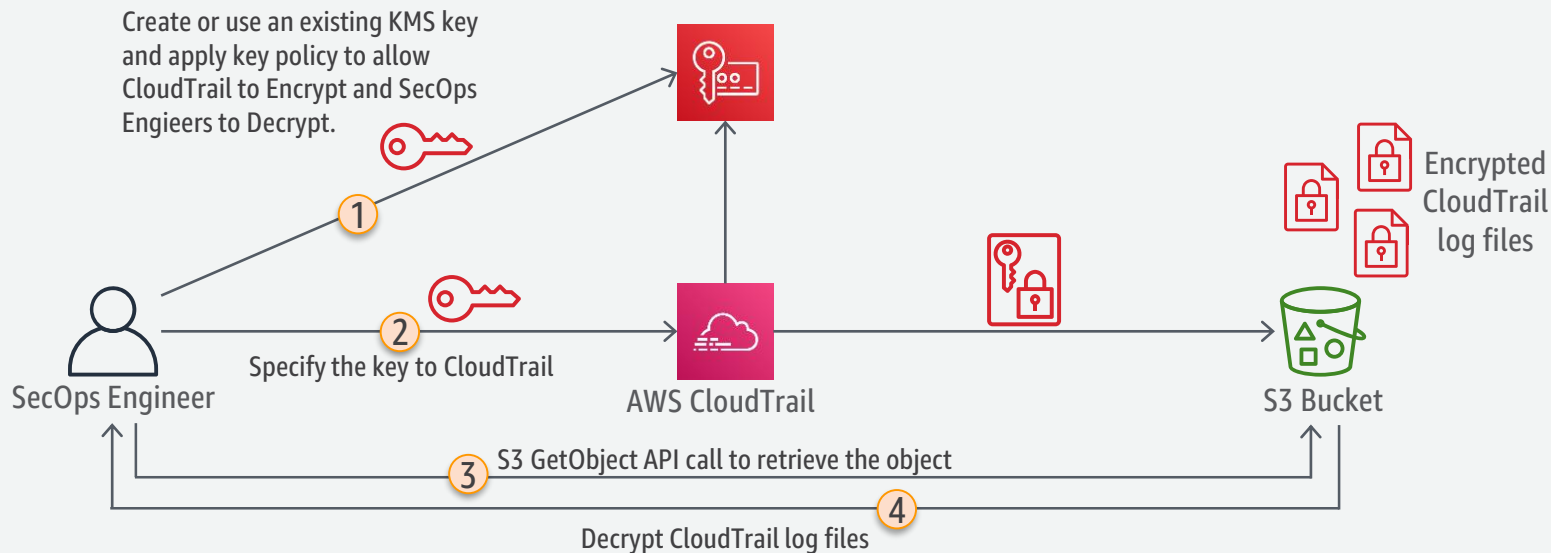 Create or use an existing KMS key
and apply key policy to allow
CloudTrail to Encrypt and SecOps
Engieers to Decrypt.
1
Encrypted
CloudTrail
log files
2
Specify the key to CloudTrail
SecOps Engineer
AWS CloudTrail
S3 Bucket
3
S3 GetObject API call to retrieve the object
4
Decrypt CloudTrail log files